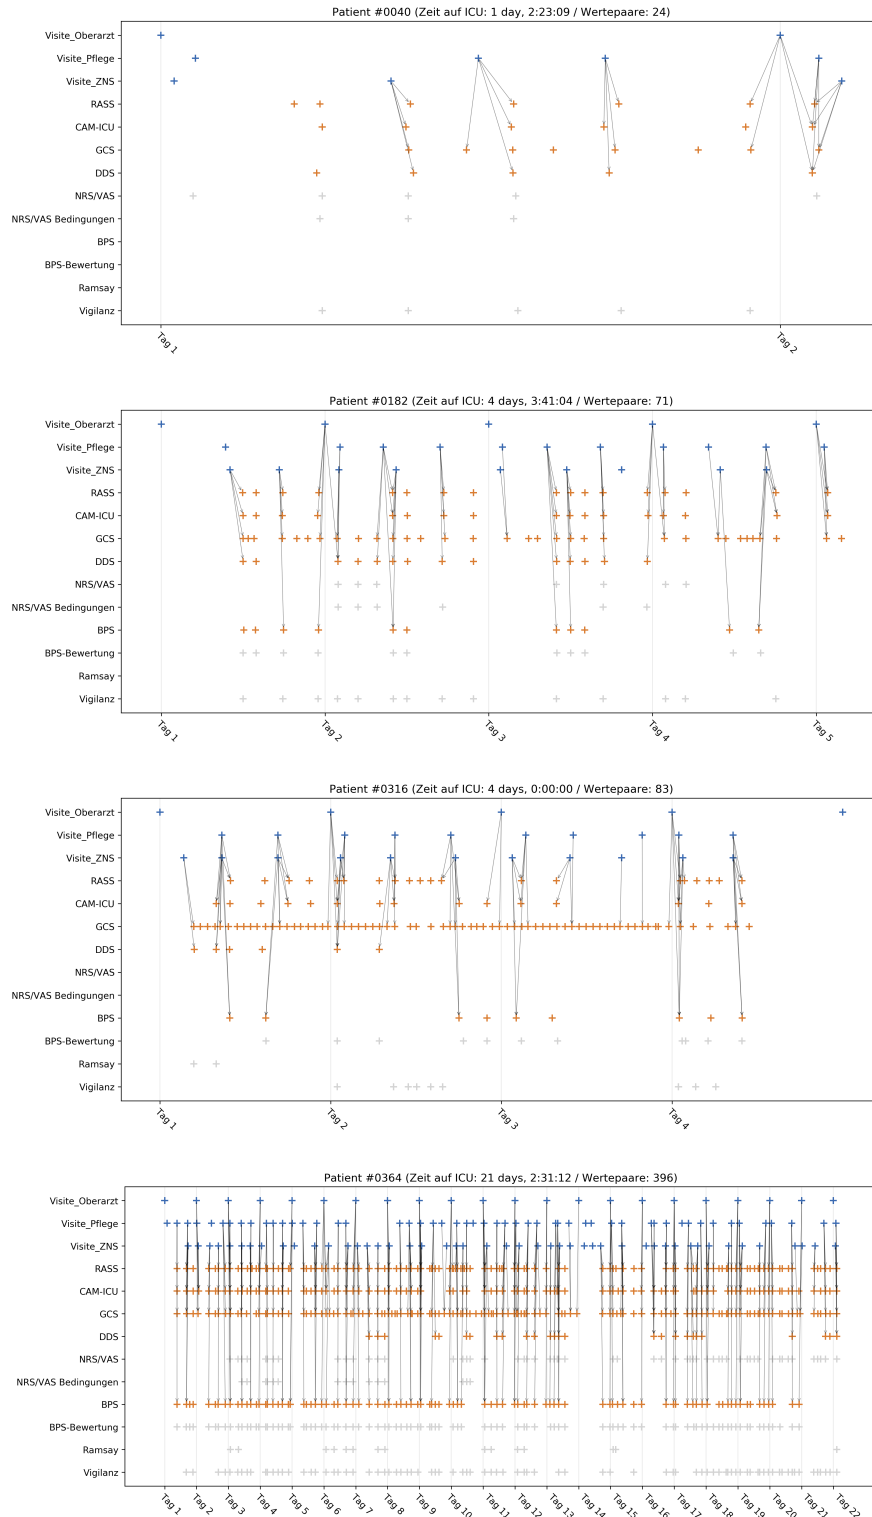 Patient #0040 (Zeit auf ICU: 1 day, 2:23:09 / Wertepaare: 24)
Visite_Oberarzt
Visite_Pflege
Visite_ZNS
RASS
CAM-ICU
GCS
DDS
NRS/VAS
NRS/VAS Bedingungen
BPS
BPS-Bewertung
Ramsay
Vigilanz
Tag 1
Tag 2
Patient #0182 (Zeit auf ICU: 4 days, 3:41:04 / Wertepaare: 71)
Visite_Oberarzt
Visite_Pflege
Visite_ZNS
RASS
CAM-ICU
GCS
DDS
NRS/VAS
NRS/VAS Bedingungen
BPS
BPS-Bewertung
Ramsay
Vigilanz
Tag 1
Tag 2
Tag 3
Tag 4
Tag 5
Patient #0316 (Zeit auf ICU: 4 days, 0:00:00 / Wertepaare: 83)
Visite_Oberarzt
Visite_Pflege
Visite_ZNS
RASS
CAM-ICU
GCS
DDS
NRS/VAS
NRS/VAS Bedingungen
BPS
BPS-Bewertung
Ramsay
Vigilanz
Tag 1
Tag 2
Tag 3
Tag 4
Patient #0364 (Zeit auf ICU: 21 days, 2:31:12 / Wertepaare: 396)
Visite_Oberarzt
Visite_Pflege
Visite_ZNS
RASS
CAM-ICU
GCS
DDS
NRS/VAS
NRS/VAS Bedingungen
BPS
BPS-Bewertung
Ramsay
Vigilanz
Tag 1
Tag 2
Tag 3
Tag 4
Tag 5
Tag 6
Tag 7
Tag 8
Tag 9
Tag 10
Tag 11
Tag 12
Tag 13
Tag 14
Tag 15
Tag 16
Tag 17
Tag 18
Tag 19
Tag 20
Tag 21
Tag 22